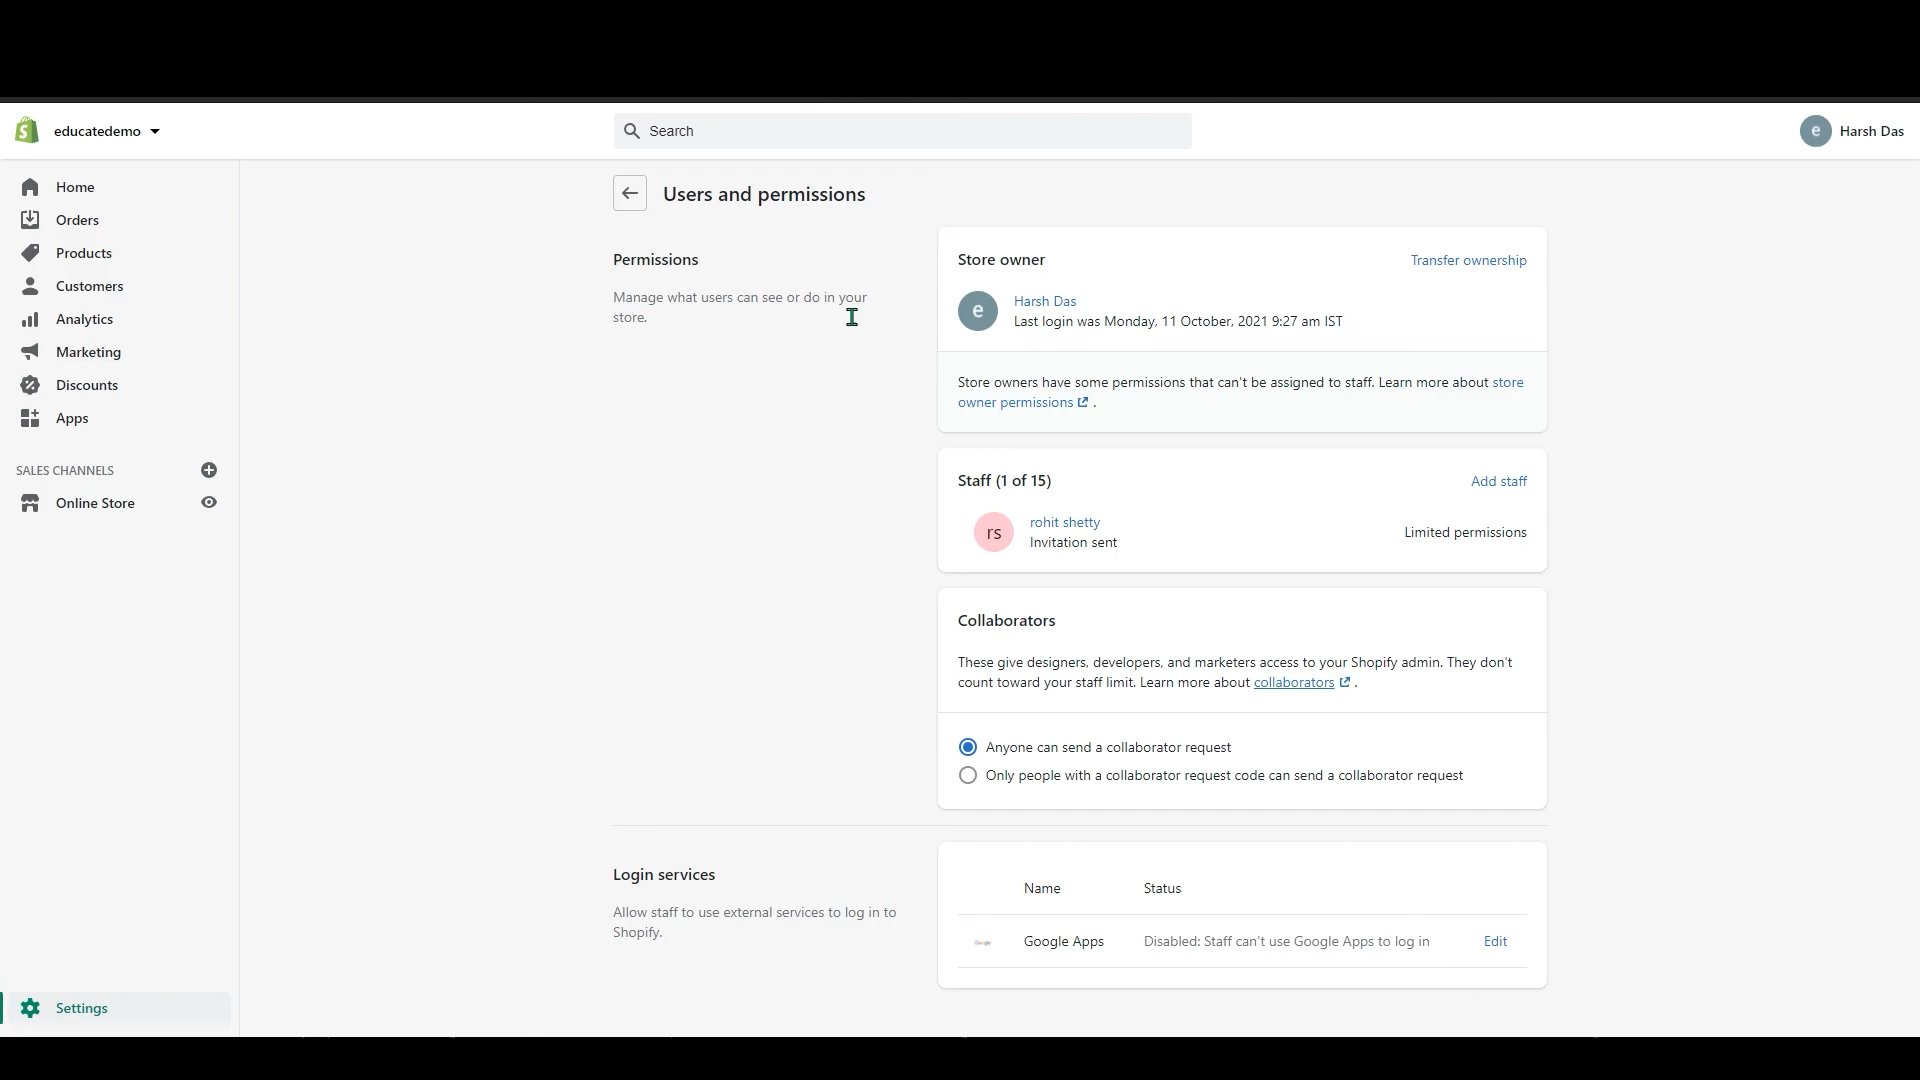 educatedemo
Search
e
Harsh Das
Home
Orders
Products
Customers
Analytics
Marketing
Discounts
Apps
SALES CHANNELS
Online Store
Settings
Users and permissions
Permissions
Manage what users can see or do in your
store.
Store owner
Transfer ownership
e
Harsh Das
Last login was Monday, 11 October, 2021 9:27 am IST
Store owners have some permissions that can't be assigned to staff. Learn more about store
owner permissions .
Staff (1 of 15)
Add staff
rs
rohit shetty
Invitation sent
Limited permissions
Collaborators
These give designers, developers, and marketers access to your Shopify admin. They don't
count toward your staff limit. Learn more about collaborators .
Anyone can send a collaborator request
Only people with a collaborator request code can send a collaborator request
Login services
Allow staff to use external services to log in to
Shopify.
Name Status
Google Google Apps Disabled: Staff can't use Google Apps to log in Edit